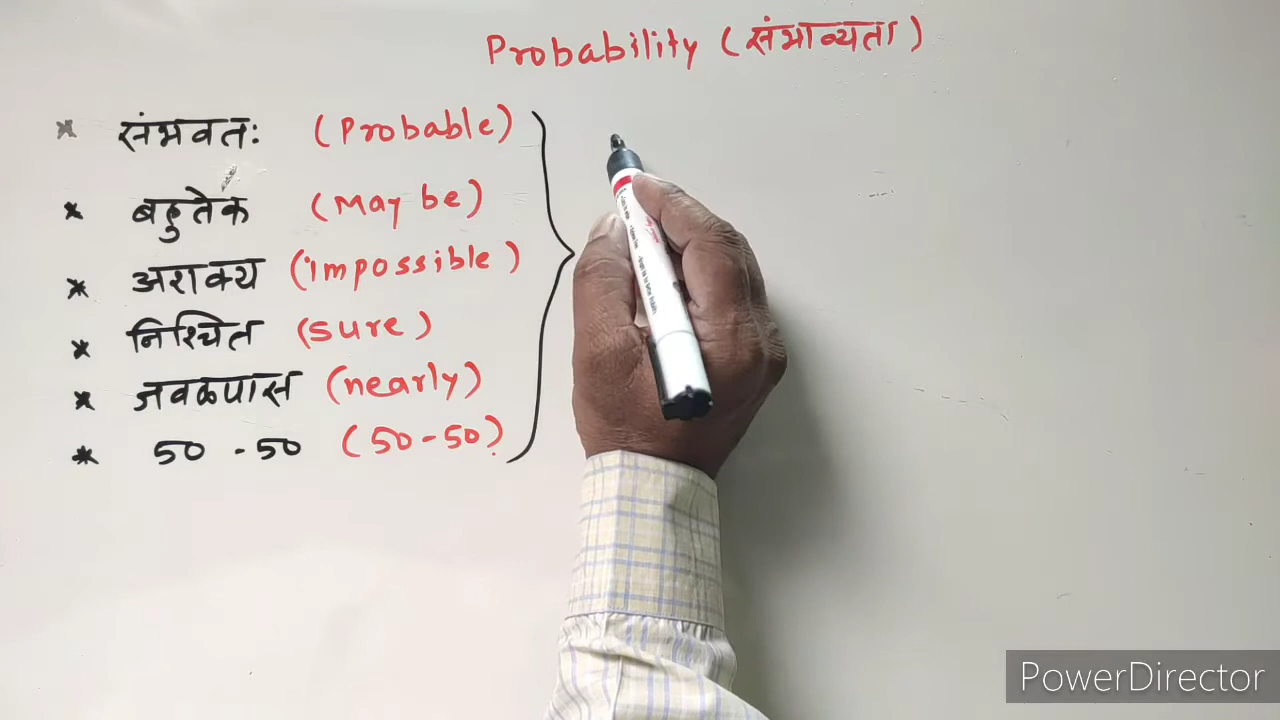 Probability (संभाव्यता)
* संभवतः (Probable)
* बहुतेक (May be)
* अशक्य (impossible)
* निश्चित (sure)
* जवळपास (nearly)
* 50 - 50 (50-50)
PowerDirector